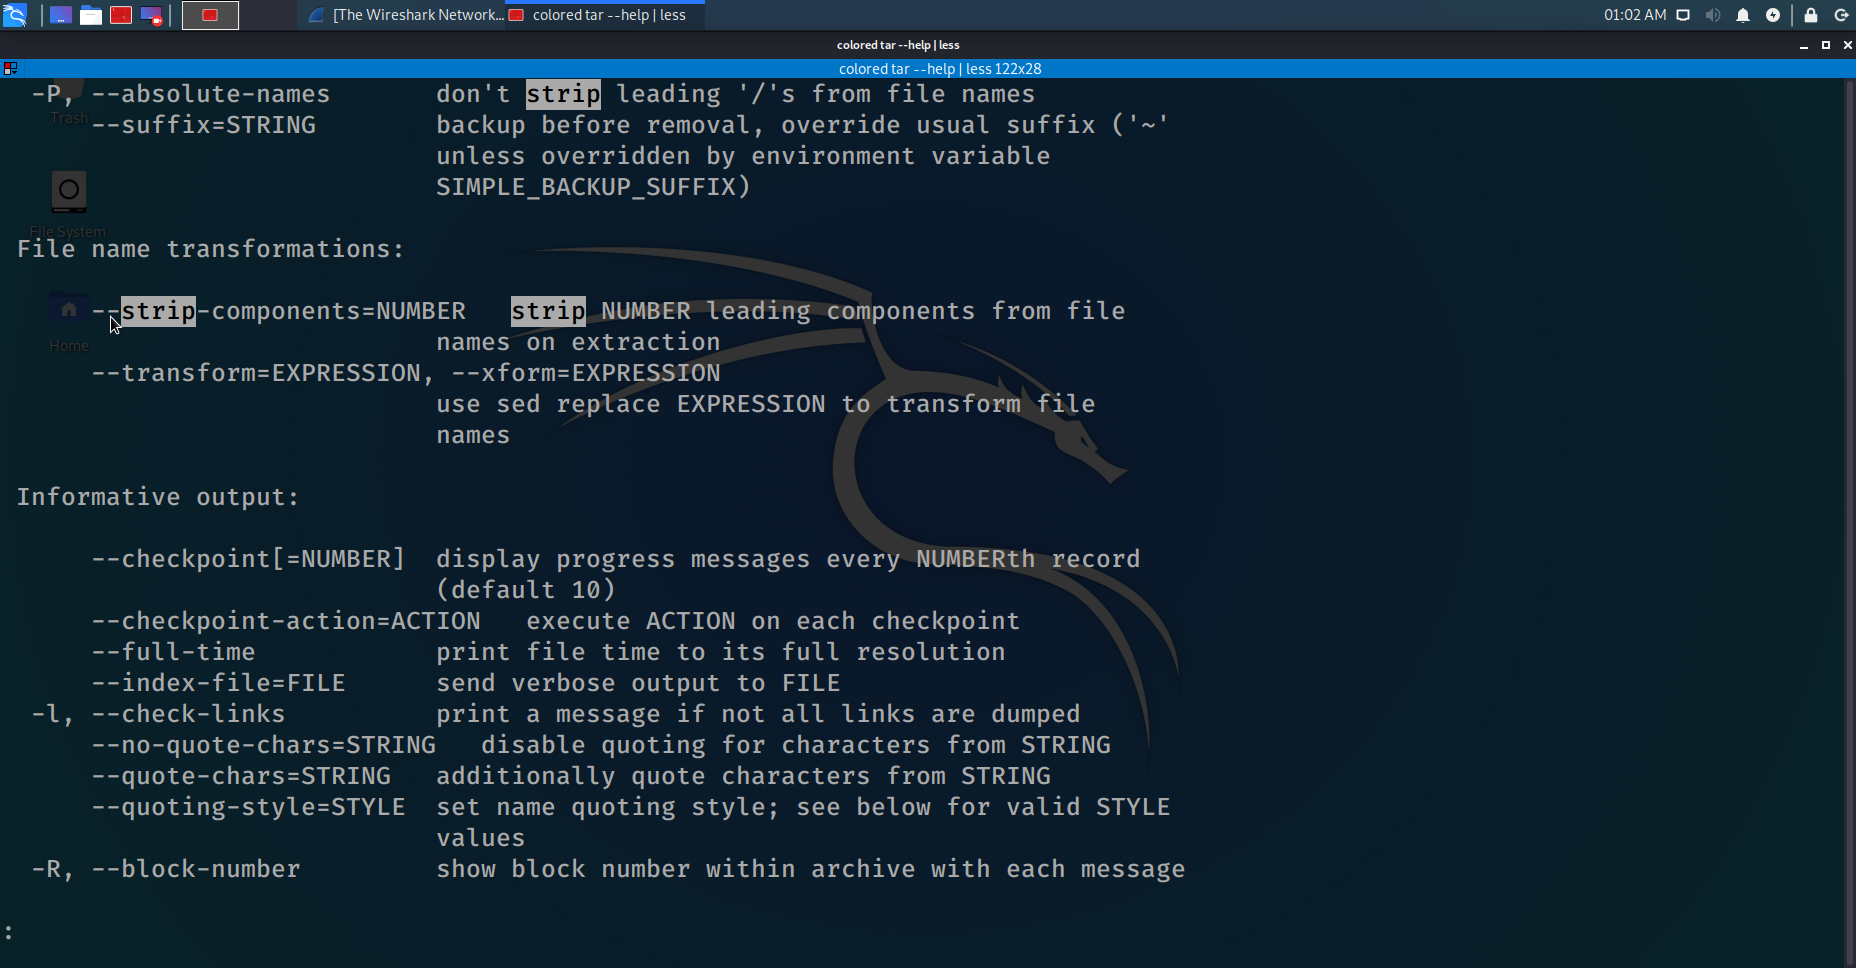 [The Wireshark Network... colored tar --help | less 01:02 AM
colored tar --help | less
colored tar --help | less 122x28
-P, --absolute-names don't strip leading '/'s from file names
Trash
--suffix=STRING backup before removal, override usual suffix ('~'
unless overridden by environment variable
SIMPLE_BACKUP_SUFFIX)
File System
File name transformations:
--strip-components=NUMBER strip NUMBER leading components from file
names on extraction
Home
--transform=EXPRESSION, --xform=EXPRESSION
use sed replace EXPRESSION to transform file
names
Informative output:
--checkpoint[=NUMBER] display progress messages every NUMBERth record
(default 10)
--checkpoint-action=ACTION execute ACTION on each checkpoint
--full-time print file time to its full resolution
--index-file=FILE send verbose output to FILE
-l, --check-links print a message if not all links are dumped
--no-quote-chars=STRING disable quoting for characters from STRING
--quote-chars=STRING additionally quote characters from STRING
--quoting-style=STYLE set name quoting style; see below for valid STYLE
values
-R, --block-number show block number within archive with each message
: